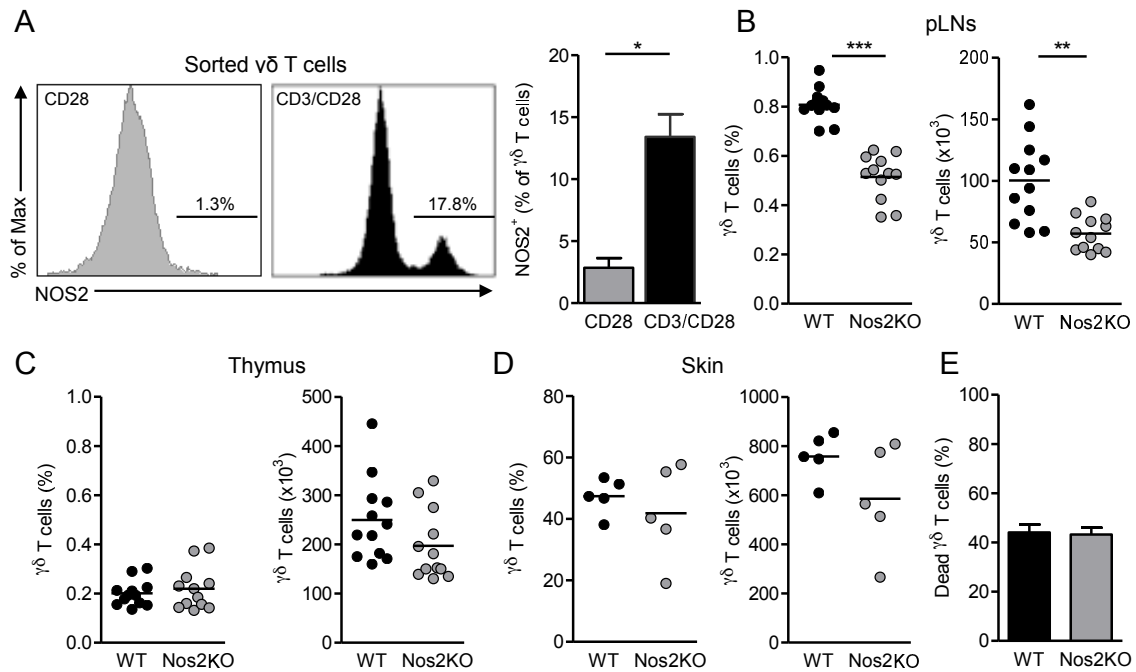 A
Sorted γδ T cells
CD28
1.3%
CD3/CD28
17.8%
% of Max
NOS2
NOS2+ (% of γδ T cells)
20
15
10
5
0
*
CD28
CD3/CD28
B
pLNs
γδ T cells (%)
1.0
0.8
0.6
0.4
0.2
0.0
***
WT
Nos2KO
γδ T cells (x10³)
200
150
100
50
0
**
WT
Nos2KO
C
Thymus
γδ T cells (%)
1.0
0.8
0.6
0.4
0.2
0.0
WT
Nos2KO
γδ T cells (x10³)
500
400
300
200
100
0
WT
Nos2KO
D
Skin
γδ T cells (%)
80
60
40
20
0
WT
Nos2KO
γδ T cells (x10³)
1000
800
600
400
200
0
WT
Nos2KO
E
Dead γδ T cells (%)
100
80
60
40
20
0
WT
Nos2KO